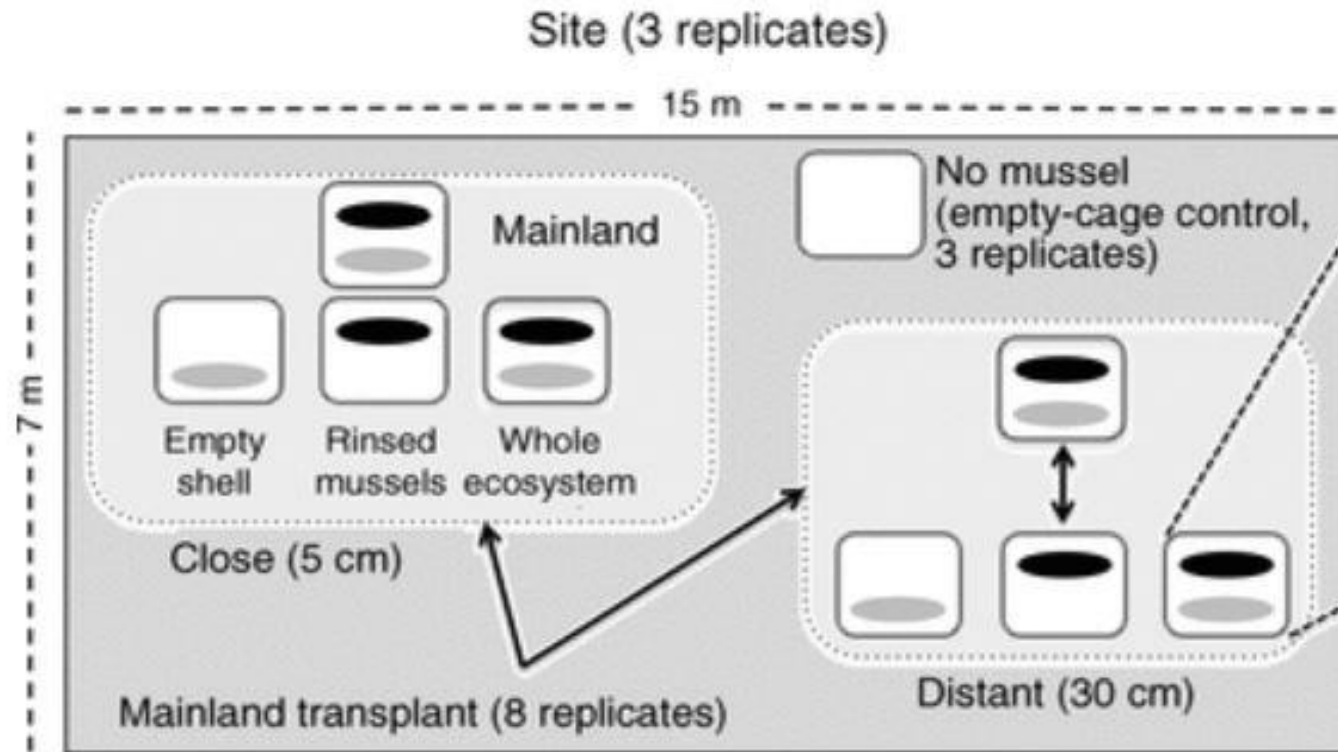 Site (3 replicates)
15 m
7 m
No mussel
(empty-cage control,
3 replicates)
Mainland
Empty
shell
Rinsed
mussels
Whole
ecosystem
Close (5 cm)
Distant (30 cm)
Mainland transplant (8 replicates)